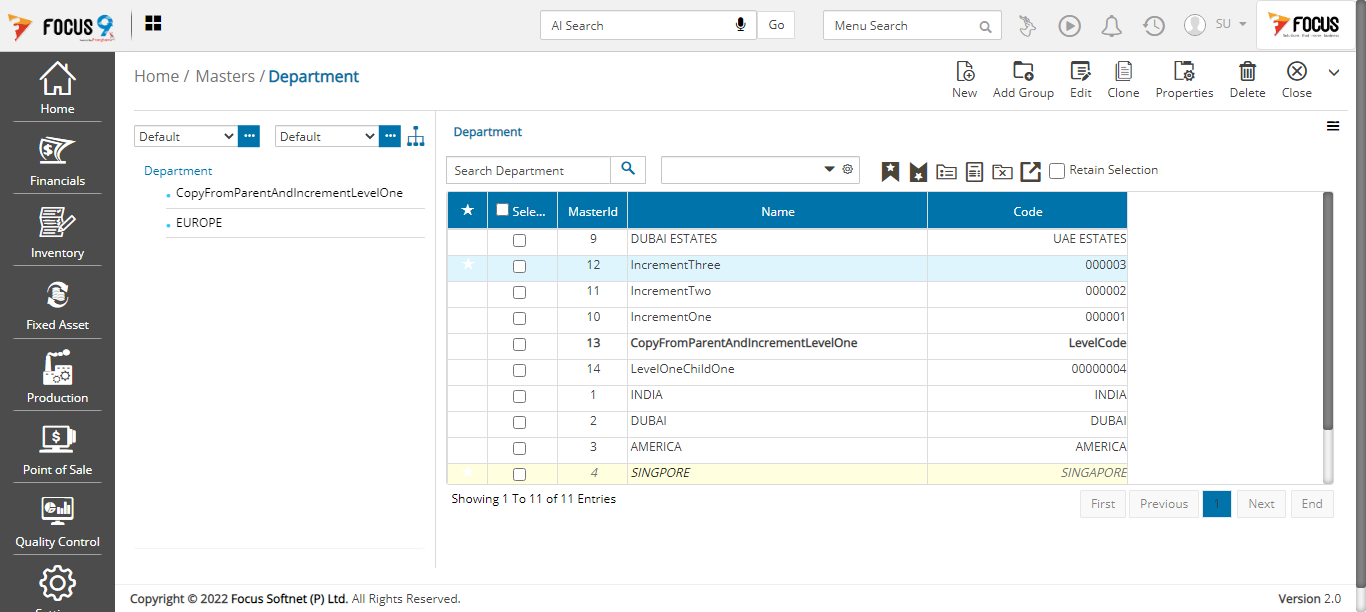 FOCUS 9
AI Search
Go
Menu Search
SU
FOCUS
Home
Financials
Inventory
Fixed Asset
Production
Point of Sale
Quality Control
Home / Masters / Department
New
Add Group
Edit
Clone
Properties
Delete
Close
Default
Default
Department
CopyFromParentAndIncrementLevelOne
EUROPE
Department
Search Department
Retain Selection
Sele... MasterId Name Code
9 DUBAI ESTATES UAE ESTATES
12 IncrementThree 000003
11 IncrementTwo 000002
10 IncrementOne 000001
13 CopyFromParentAndIncrementLevelOne LevelCode
14 LevelOneChildOne 00000004
1 INDIA INDIA
2 DUBAI DUBAI
3 AMERICA AMERICA
4 SINGPORE SINGAPORE
Showing 1 To 11 of 11 Entries
First Previous 1 Next End
Copyright © 2022 Focus Softnet (P) Ltd. All Rights Reserved.
Version 2.0